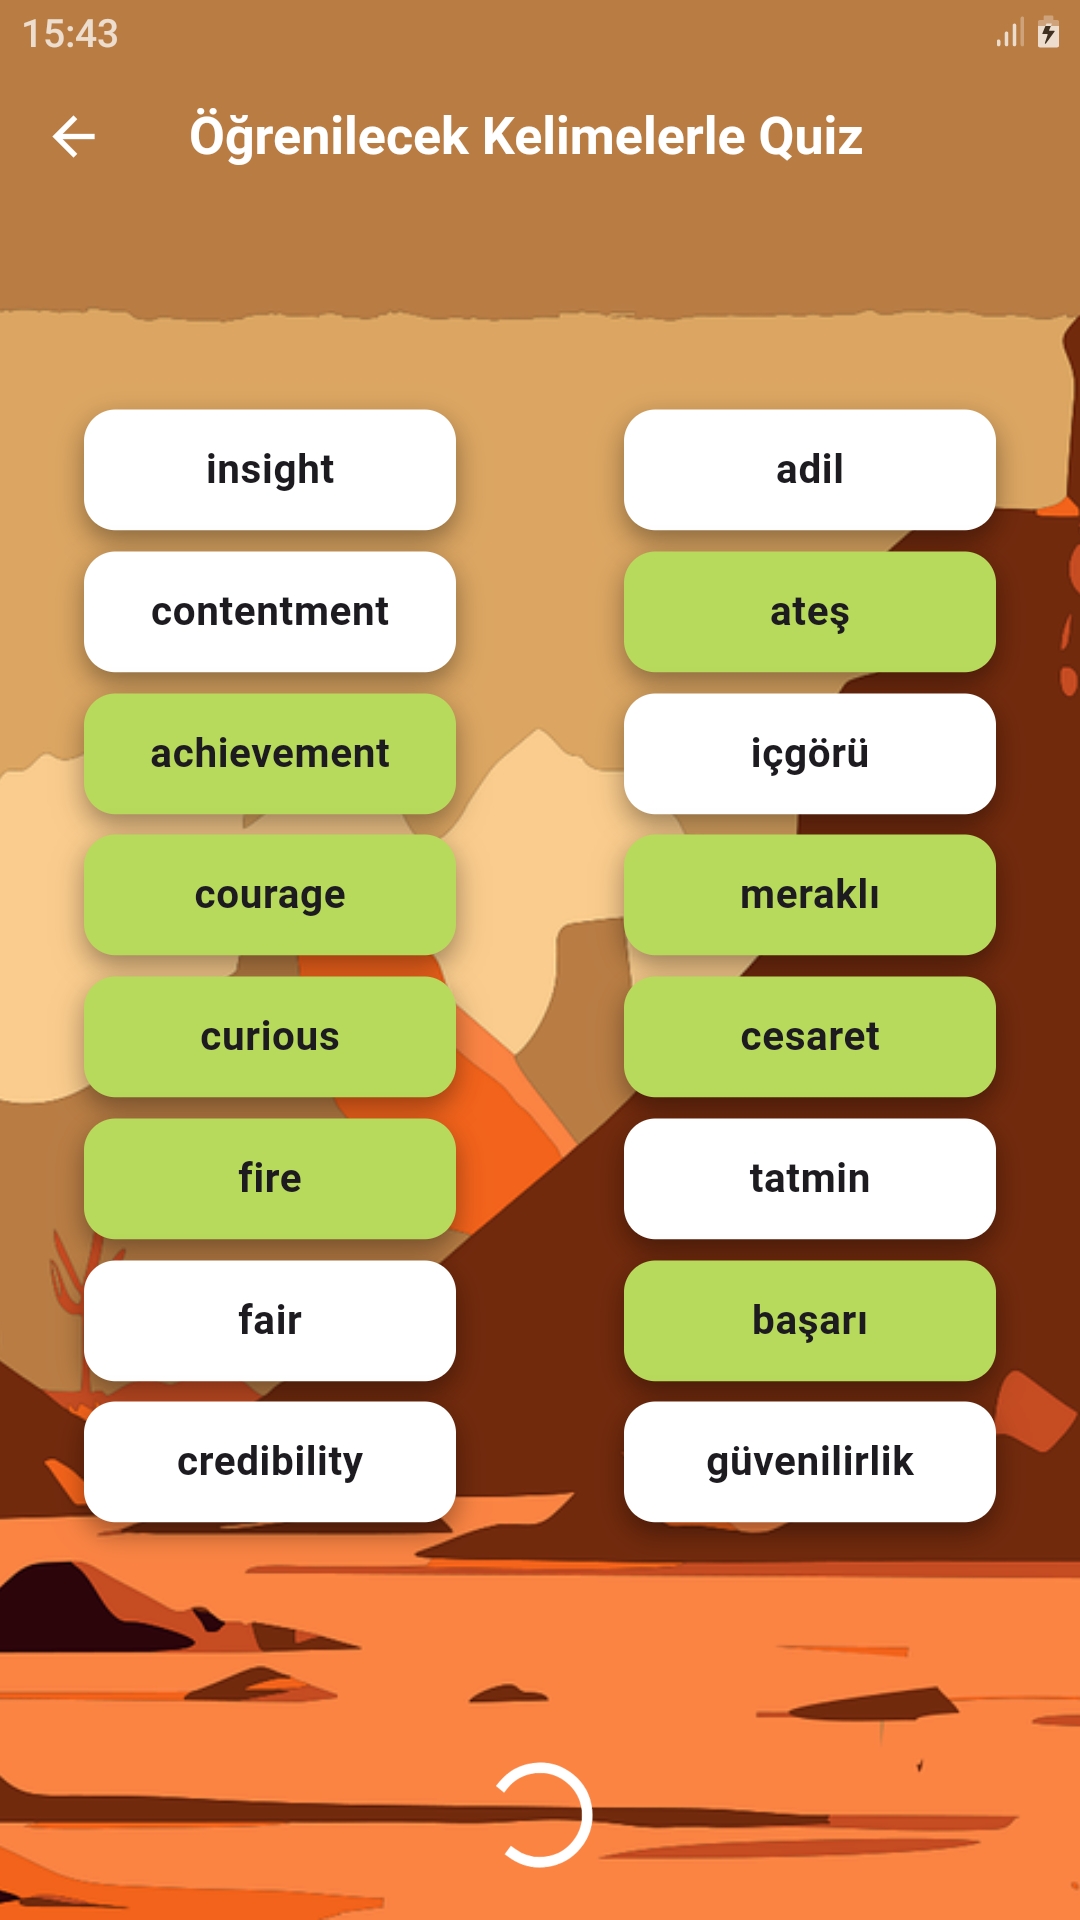 15:43
Öğrenilecek Kelimelerle Quiz
insight
adil
contentment
ateş
achievement
içgörü
courage
meraklı
curious
cesaret
fire
tatmin
fair
başarı
credibility
güvenilirlik